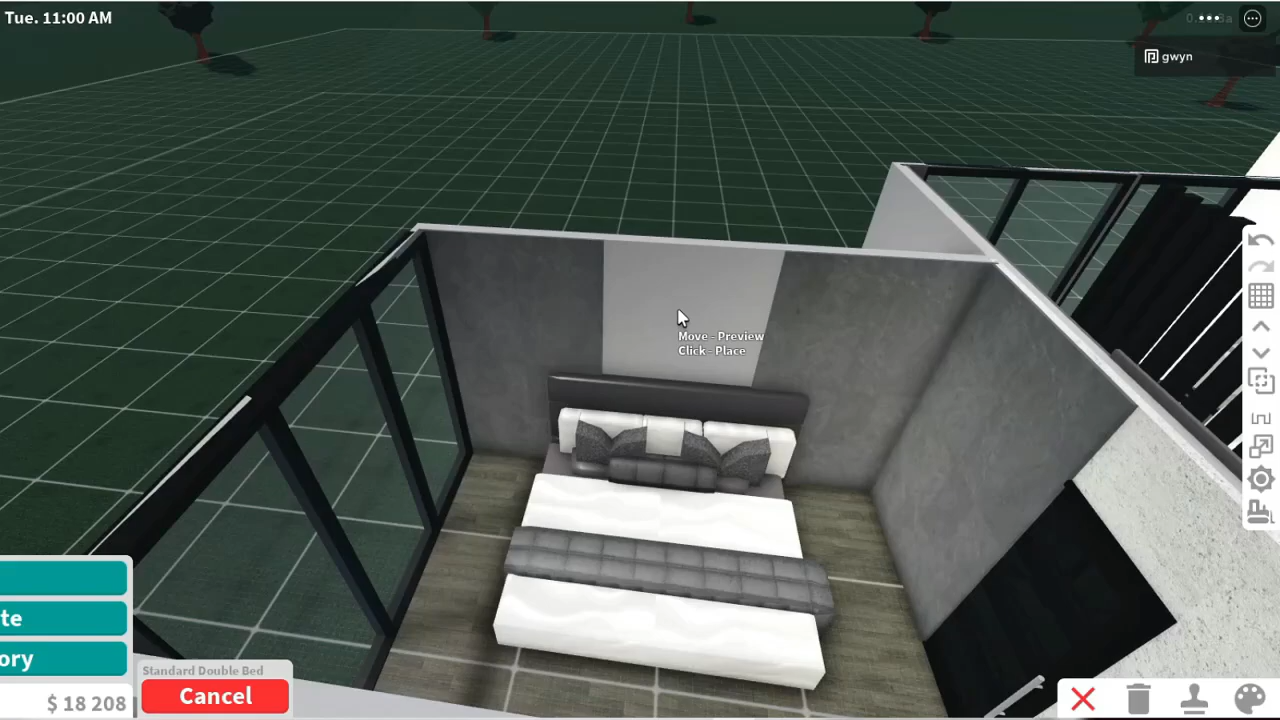 Tue. 11:00 AM
gwyn
Move - Preview
Click - Place
te
ory
$ 18 208
Standard Double Bed
Cancel